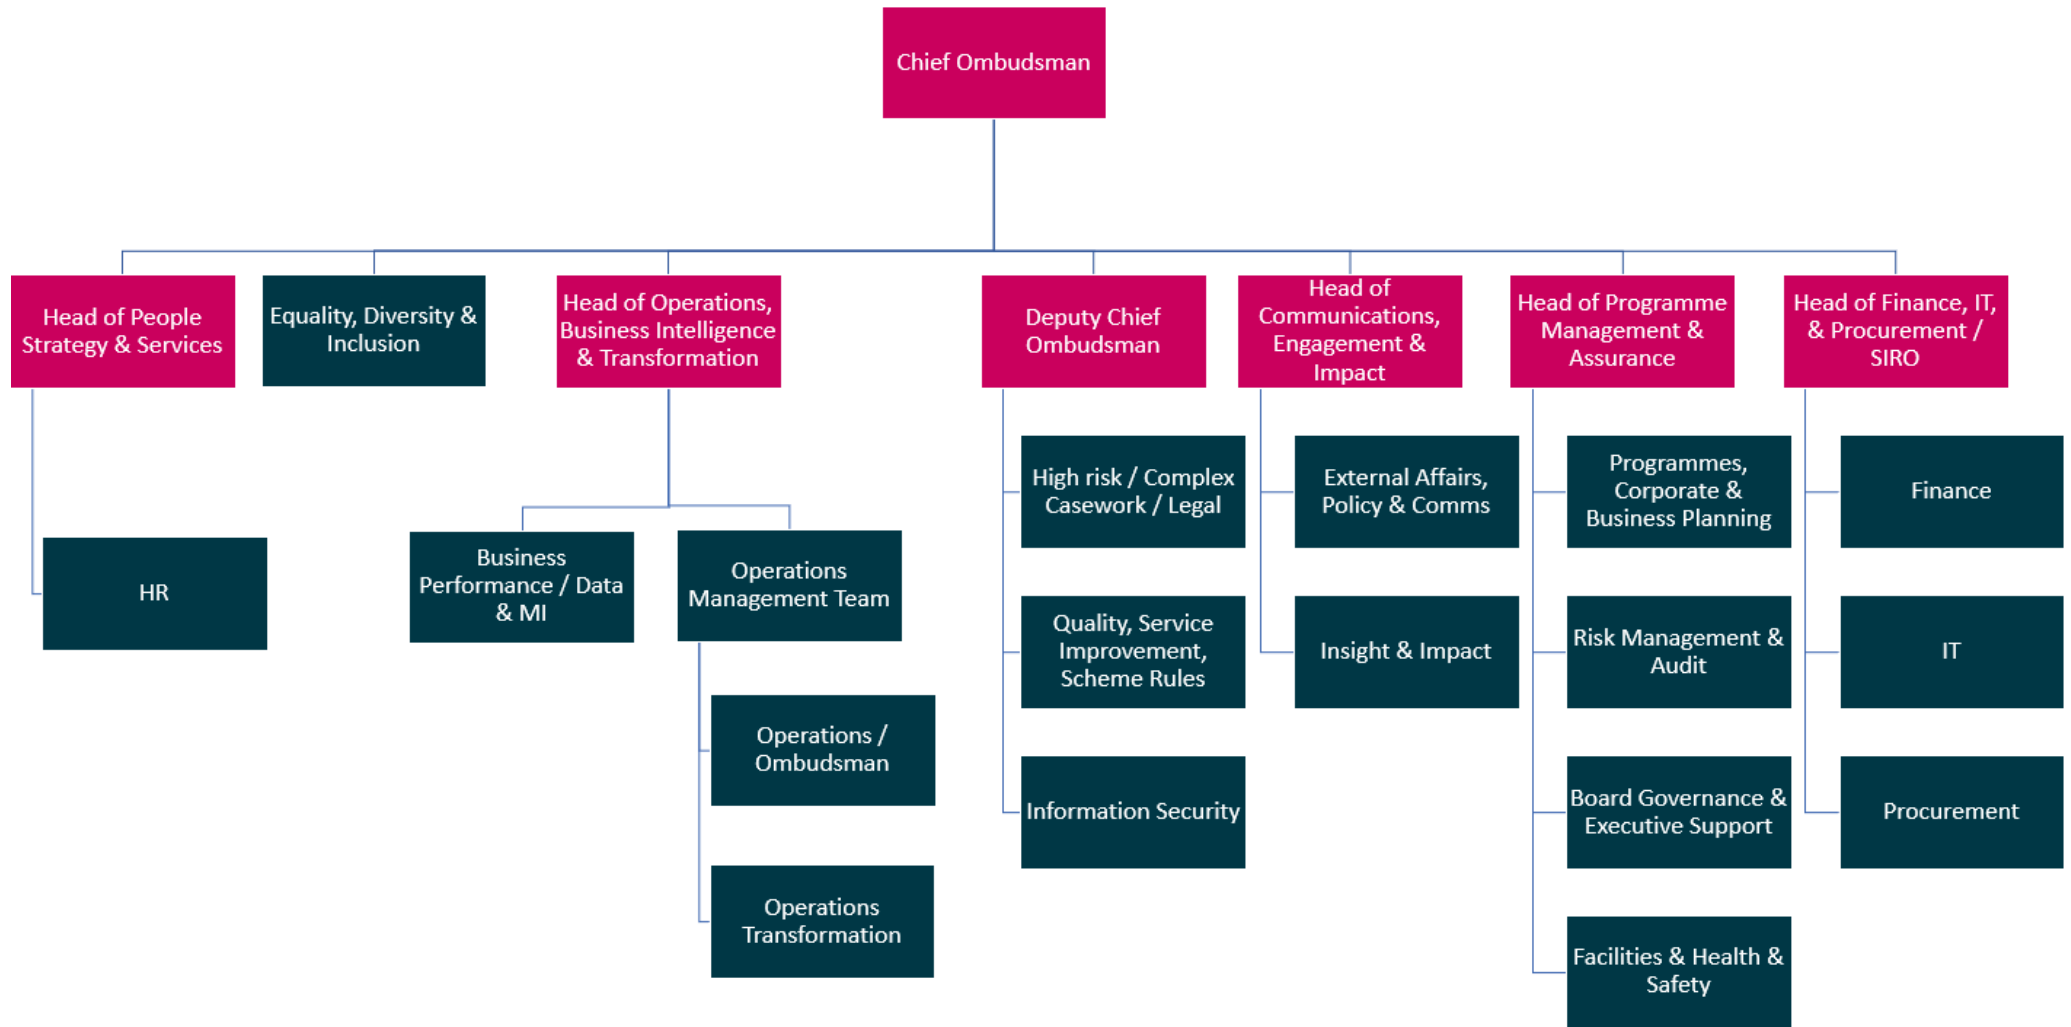 Chief Ombudsman
Head of People
Strategy & Services
Equality, Diversity &
Inclusion
Head of Operations,
Business Intelligence
& Transformation
Deputy Chief
Ombudsman
Head of
Communications,
Engagement &
Impact
Head of Programme
Management &
Assurance
Head of Finance, IT,
& Procurement /
SIRO
HR
Business
Performance / Data
& MI
Operations
Management Team
Operations /
Ombudsman
Operations
Transformation
High risk / Complex
Casework / Legal
Quality, Service
Improvement,
Scheme Rules
Information Security
External Affairs,
Policy & Comms
Insight & Impact
Programmes,
Corporate &
Business Planning
Risk Management &
Audit
Board Governance &
Executive Support
Facilities & Health &
Safety
Finance
IT
Procurement